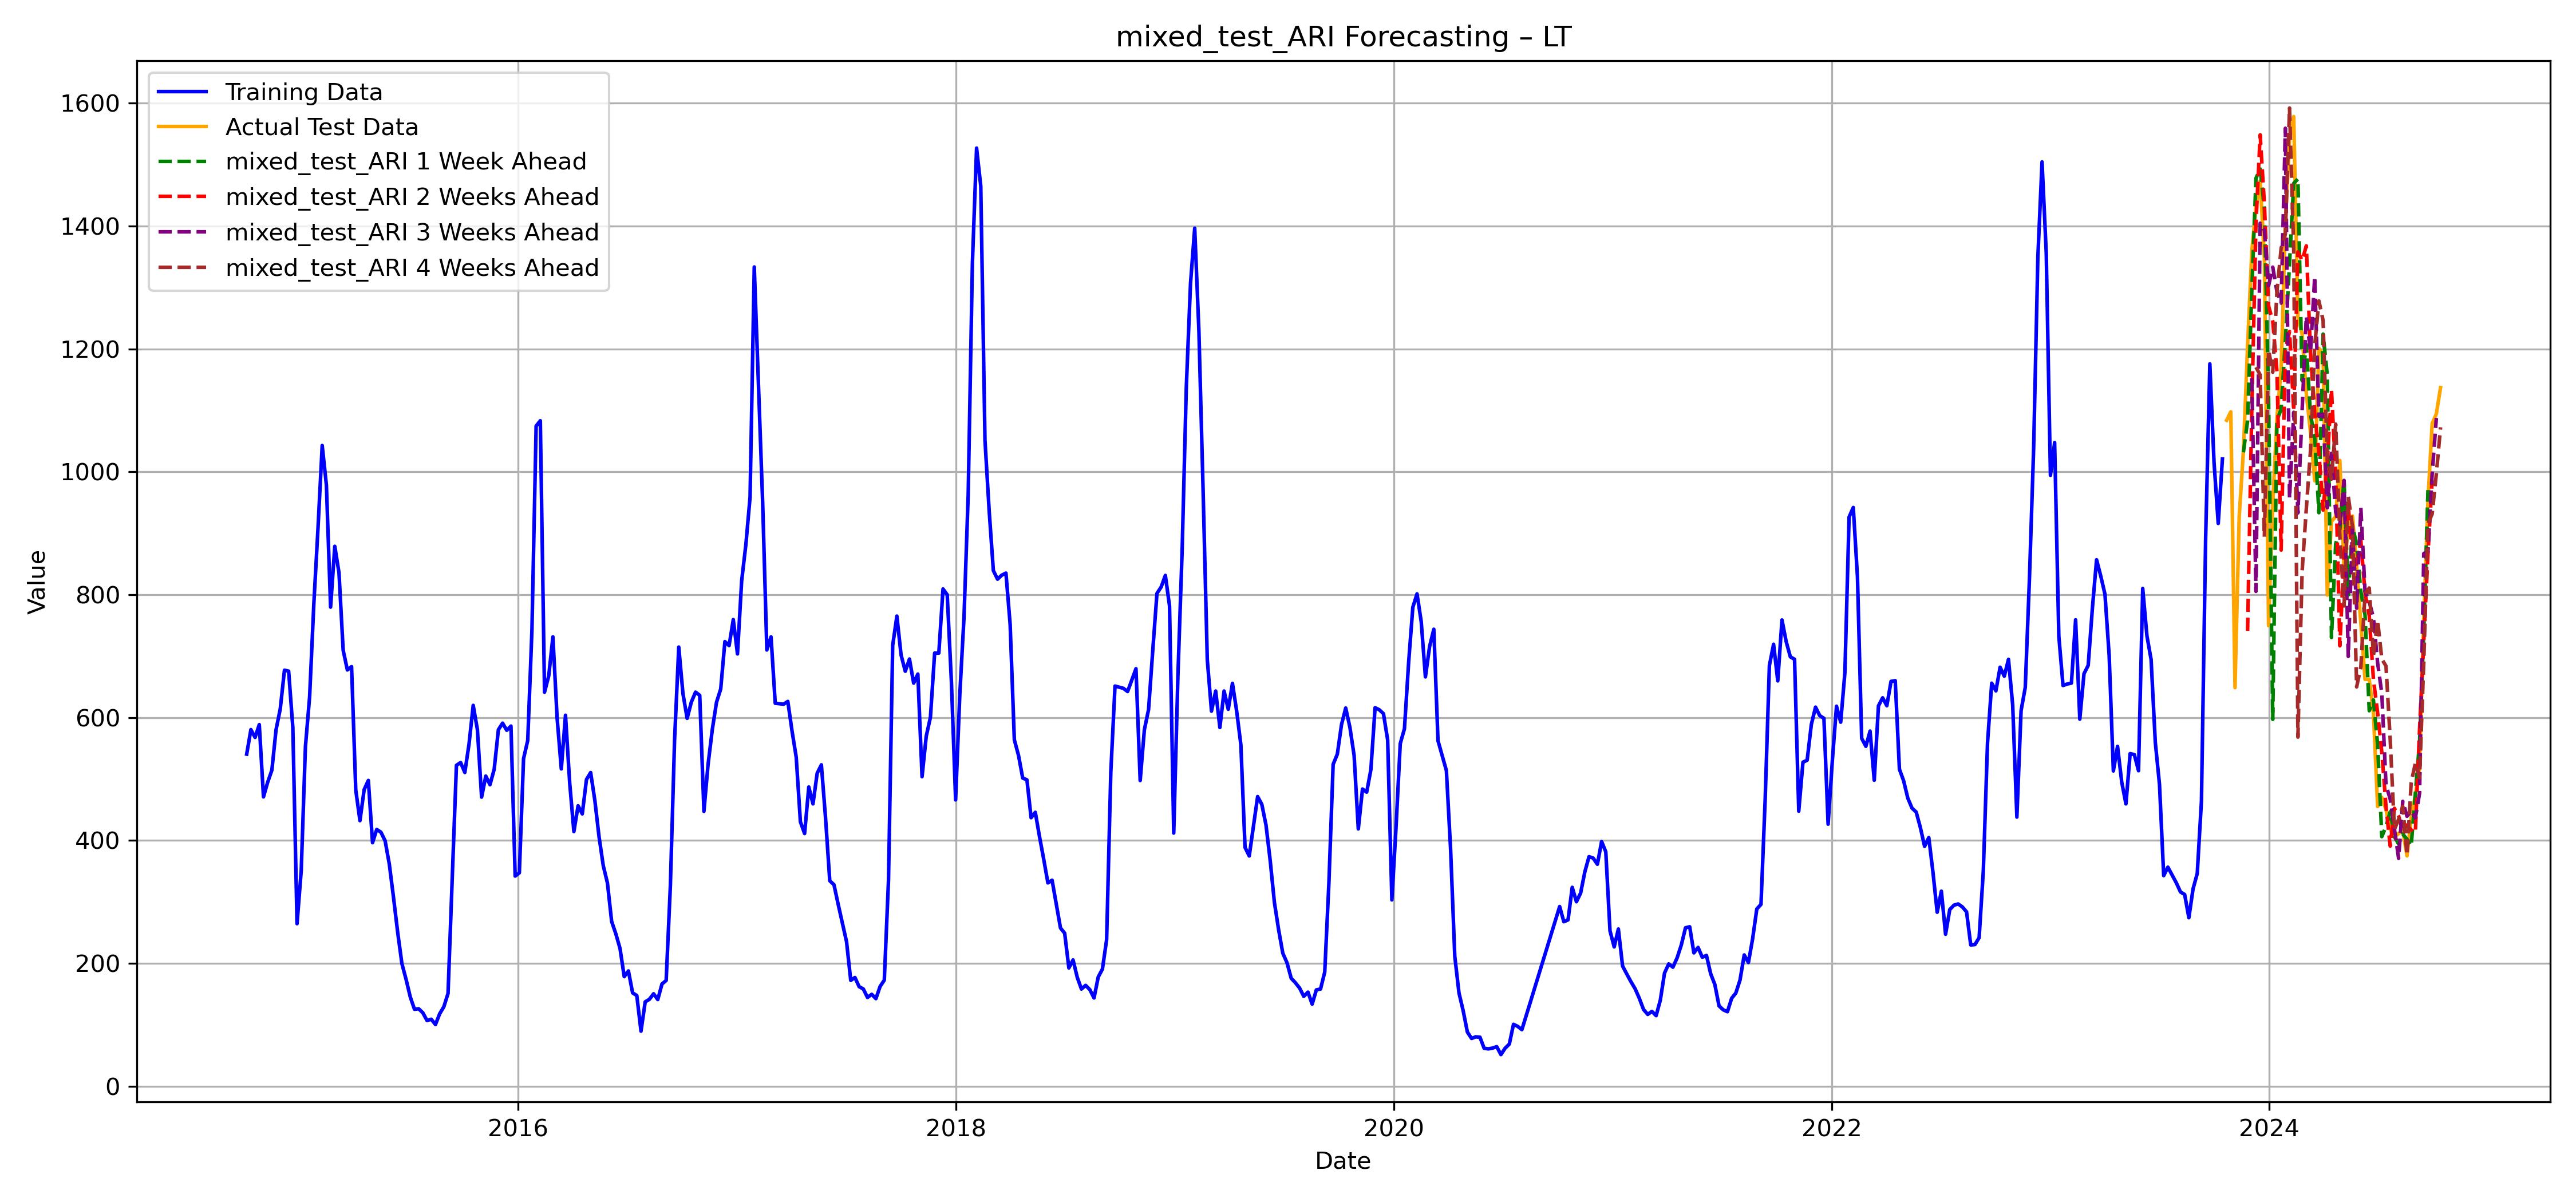 mixed_test_ARI Forecasting – LT
Training Data
Actual Test Data
mixed_test_ARI 1 Week Ahead
mixed_test_ARI 2 Weeks Ahead
mixed_test_ARI 3 Weeks Ahead
mixed_test_ARI 4 Weeks Ahead
1600
1400
1200
1000
800
600
400
200
0
Value
2016
2018
2020
2022
2024
Date